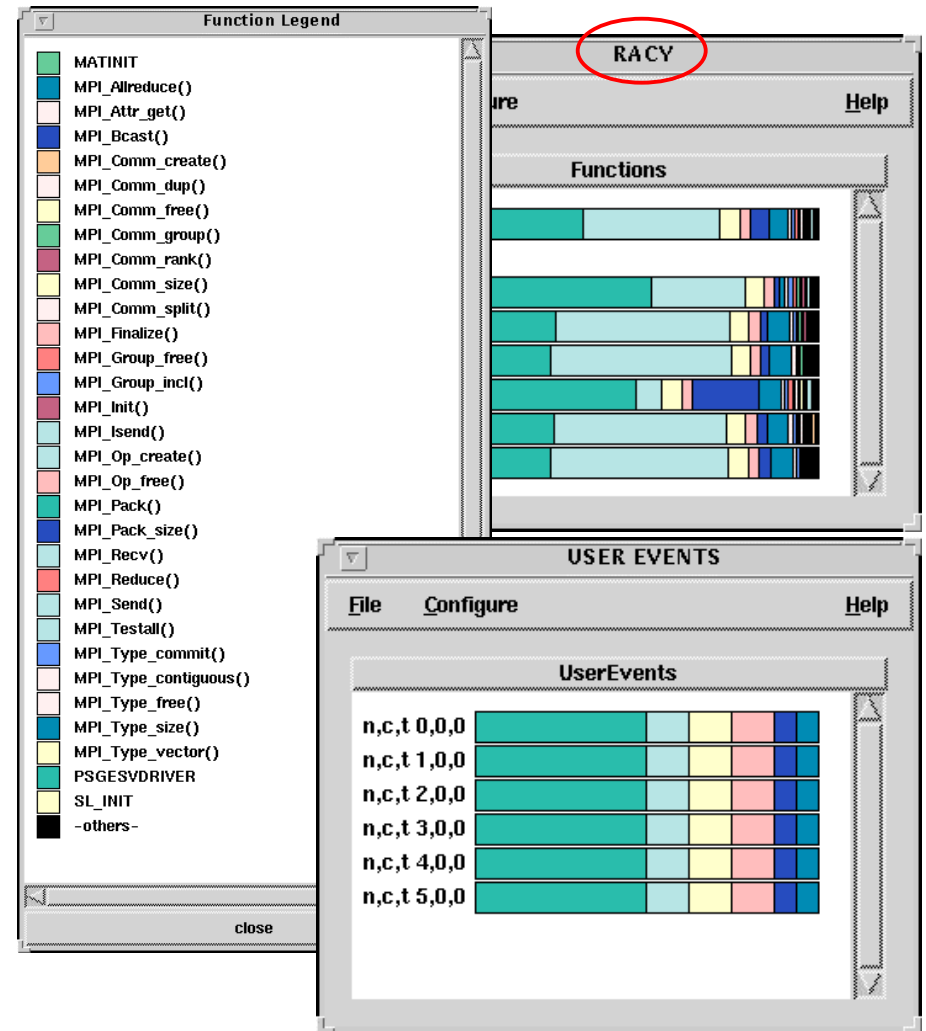 Function Legend
MATINIT
MPI_Allreduce()
MPI_Attr_get()
MPI_Bcast()
MPI_Comm_create()
MPI_Comm_dup()
MPI_Comm_free()
MPI_Comm_group()
MPI_Comm_rank()
MPI_Comm_size()
MPI_Comm_split()
MPI_Finalize()
MPI_Group_free()
MPI_Group_incl()
MPI_Init()
MPI_Isend()
MPI_Op_create()
MPI_Op_free()
MPI_Pack()
MPI_Pack_size()
MPI_Recv()
MPI_Reduce()
MPI_Send()
MPI_Testall()
MPI_Type_commit()
MPI_Type_contiguous()
MPI_Type_free()
MPI_Type_size()
MPI_Type_vector()
PSGESVDRIVER
SL_INIT
-others-
close
RACY
ure Help
Functions
USER EVENTS
File Configure Help
UserEvents
n,c,t 0,0,0
n,c,t 1,0,0
n,c,t 2,0,0
n,c,t 3,0,0
n,c,t 4,0,0
n,c,t 5,0,0